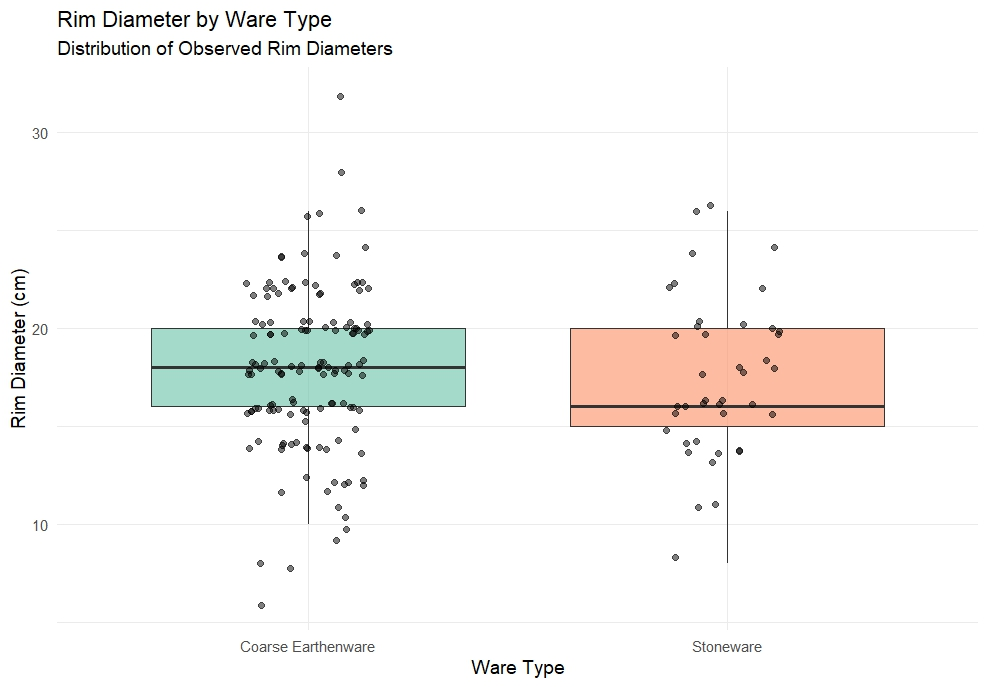 Rim Diameter by Ware Type
Distribution of Observed Rim Diameters
Rim Diameter (cm)
30
20
10
Coarse Earthenware
Stoneware
Ware Type